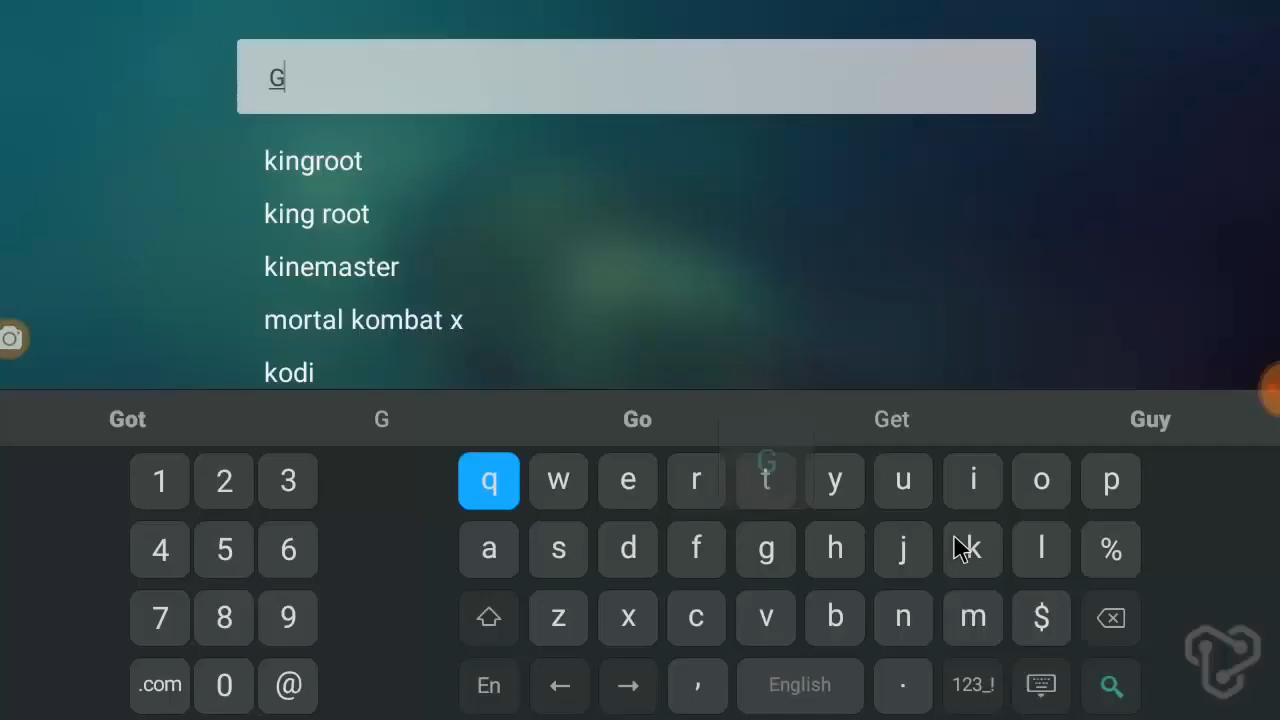 G
kingroot
king root
kinemaster
mortal kombat x
kodi
Got G Go Get Guy
G
1 2 3 q w e r t y u i o p
4 5 6 a s d f g h j k l %
7 8 9 z x c v b n m $
.com 0 @ En ← → , English . 123_!